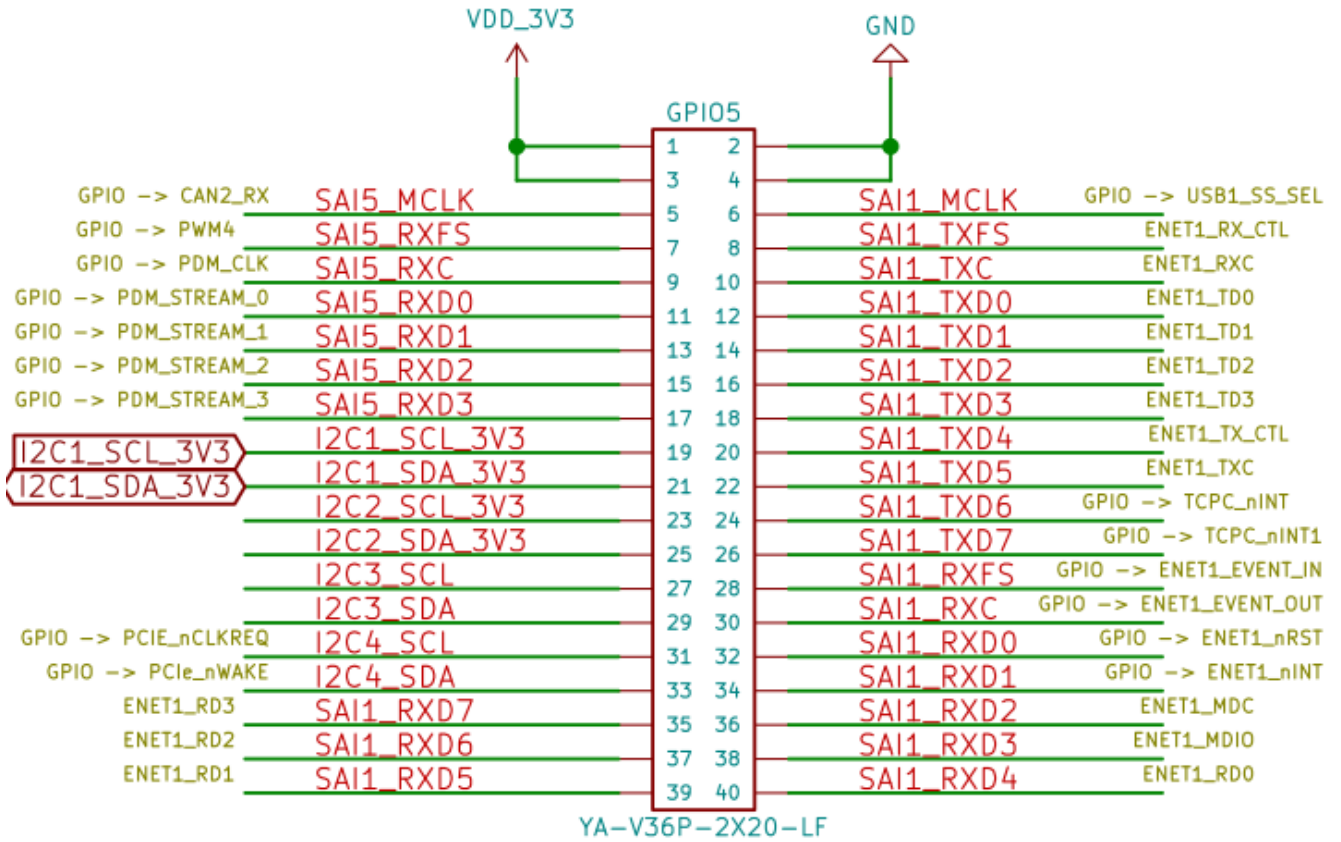 VDD_3V3
GND
GPIO5
1 2
3 4
GPIO -> CAN2_RX SAI5_MCLK 5 6 SAI1_MCLK GPIO -> USB1_SS_SEL
GPIO -> PWM4 SAI5_RXFS 7 8 SAI1_TXFS ENET1_RX_CTL
GPIO -> PDM_CLK SAI5_RXC 9 10 SAI1_TXC ENET1_RXC
GPIO -> PDM_STREAM_0 SAI5_RXD0 11 12 SAI1_TXD0 ENET1_TD0
GPIO -> PDM_STREAM_1 SAI5_RXD1 13 14 SAI1_TXD1 ENET1_TD1
GPIO -> PDM_STREAM_2 SAI5_RXD2 15 16 SAI1_TXD2 ENET1_TD2
GPIO -> PDM_STREAM_3 SAI5_RXD3 17 18 SAI1_TXD3 ENET1_TD3
I2C1_SCL_3V3 I2C1_SCL_3V3 19 20 SAI1_TXD4 ENET1_TX_CTL
I2C1_SDA_3V3 I2C1_SDA_3V3 21 22 SAI1_TXD5 ENET1_TXC
I2C2_SCL_3V3 23 24 SAI1_TXD6 GPIO -> TCPC_nINT
I2C2_SDA_3V3 25 26 SAI1_TXD7 GPIO -> TCPC_nINT1
I2C3_SCL 27 28 SAI1_RXFS GPIO -> ENET1_EVENT_IN
I2C3_SDA 29 30 SAI1_RXC GPIO -> ENET1_EVENT_OUT
GPIO -> PCIE_nCLKREQ I2C4_SCL 31 32 SAI1_RXD0 GPIO -> ENET1_nRST
GPIO -> PCIe_nWAKE I2C4_SDA 33 34 SAI1_RXD1 GPIO -> ENET1_nINT
ENET1_RD3 SAI1_RXD7 35 36 SAI1_RXD2 ENET1_MDC
ENET1_RD2 SAI1_RXD6 37 38 SAI1_RXD3 ENET1_MDIO
ENET1_RD1 SAI1_RXD5 39 40 SAI1_RXD4 ENET1_RD0
YA-V36P-2X20-LF